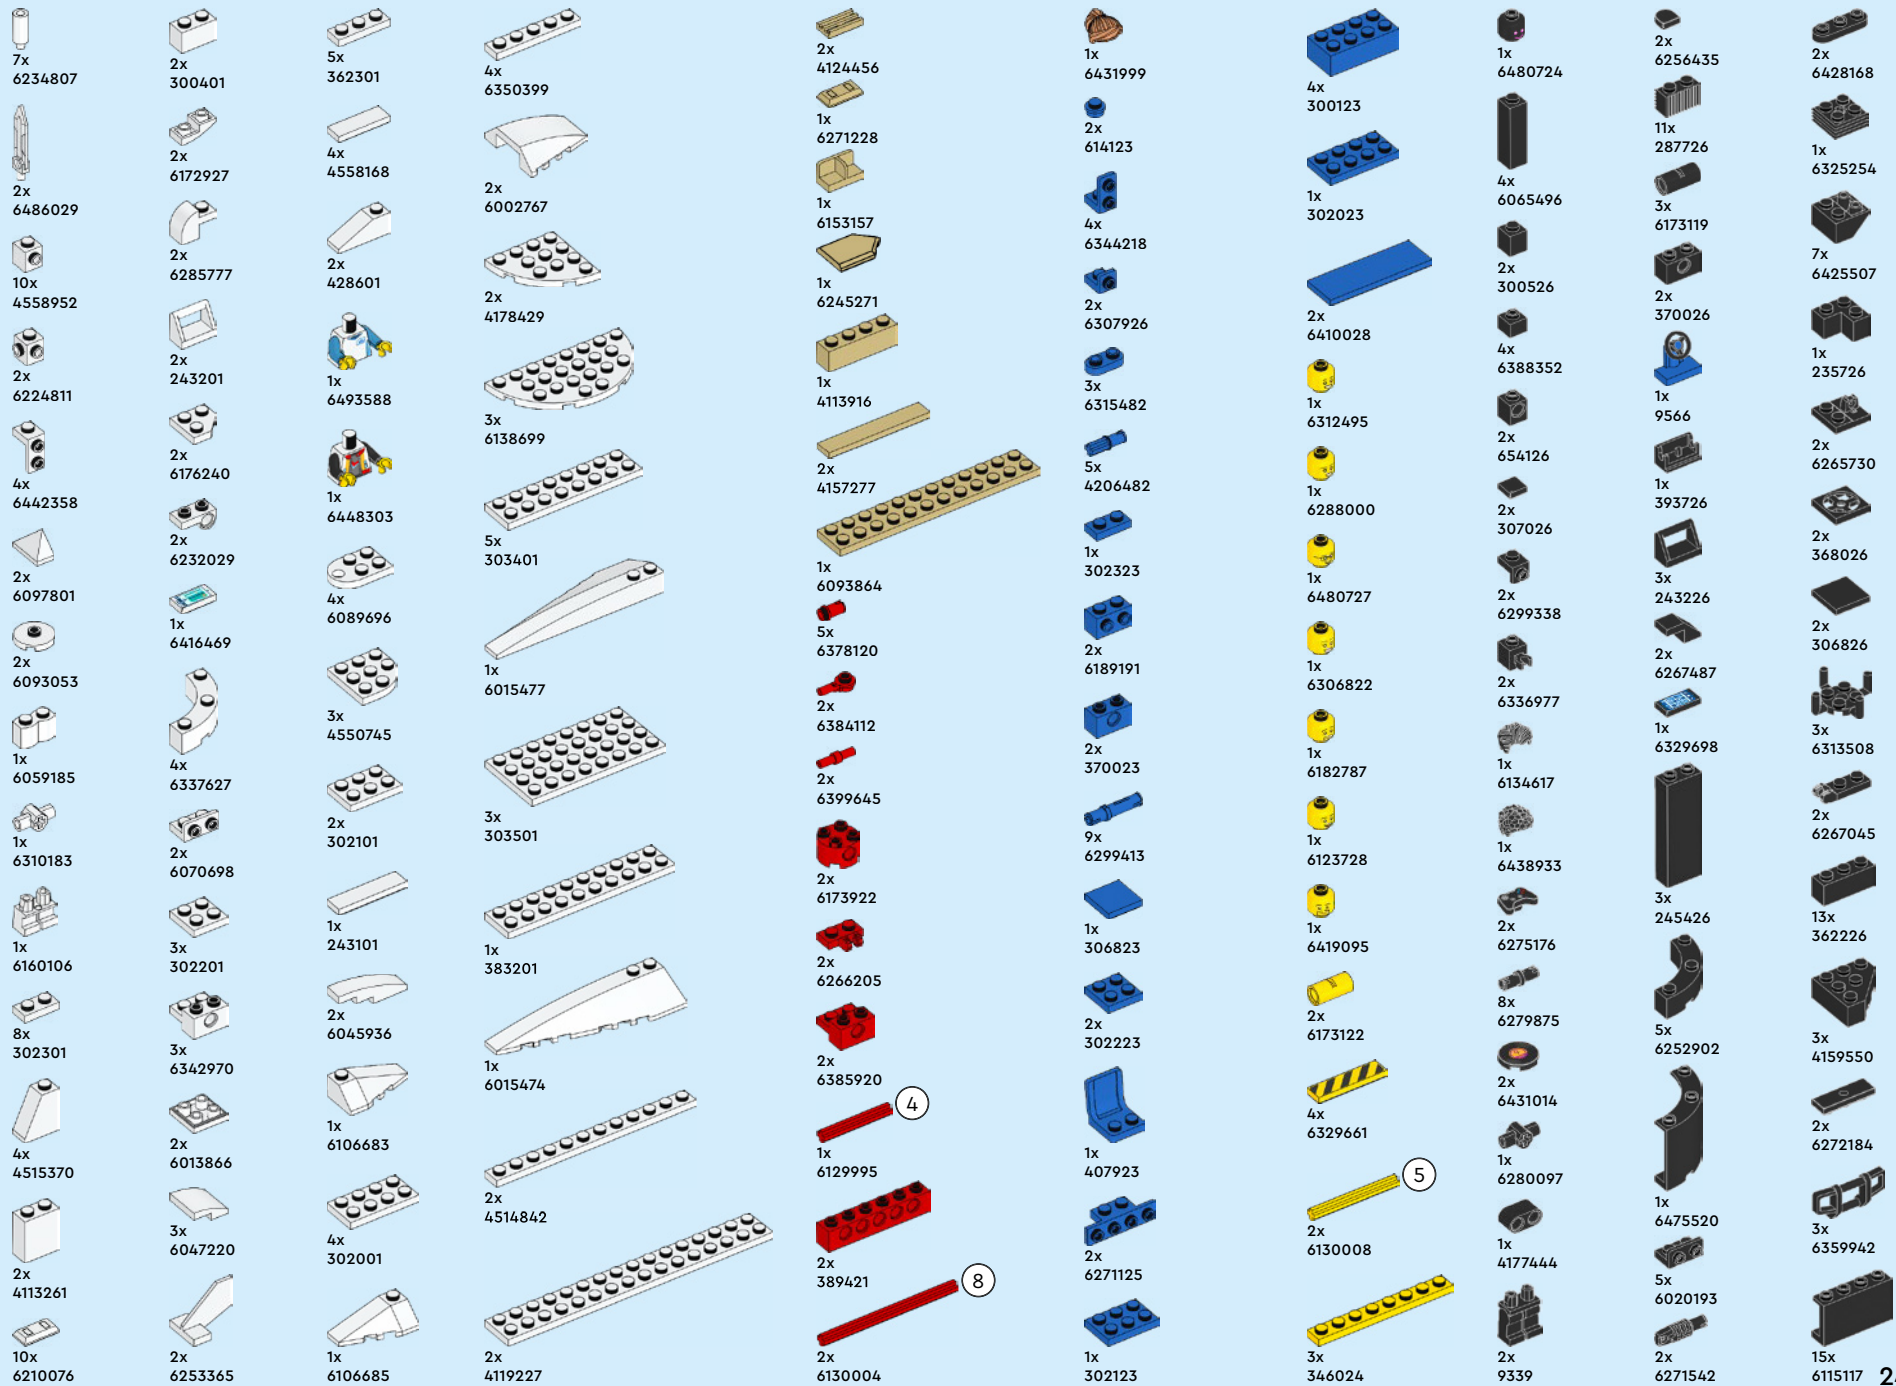 7x
6234807
2x
6486029
10x
4558952
2x
6224811
4x
6442358
2x
6097801
2x
6093053
1x
6059185
1x
6310183
1x
6160106
8x
302301
4x
4515370
2x
4113261
10x
6210076
2x
300401
2x
6172927
2x
6285777
2x
243201
2x
6176240
2x
6232029
1x
6416469
4x
6337627
2x
6070698
3x
302201
3x
6342970
2x
6013866
3x
6047220
2x
6253365
5x
362301
4x
4558168
2x
428601
1x
6493588
1x
6448303
4x
6089696
3x
4550745
2x
302101
1x
243101
2x
6045936
1x
6106683
4x
302001
1x
6106685
4x
6350399
2x
6002767
2x
4178429
3x
6138699
5x
303401
1x
6015477
3x
303501
1x
383201
1x
6015474
2x
4514842
2x
4119227
2x
4124456
1x
6271228
1x
6153157
1x
6245271
1x
4113916
2x
4157277
1x
6093864
5x
6378120
2x
6384112
2x
6399645
2x
6173922
2x
6266205
2x
6385920
4
1x
6129995
2x
389421
8
2x
6130004
1x
6431999
2x
614123
4x
6344218
2x
6307926
3x
6315482
5x
4206482
1x
302323
2x
6189191
2x
370023
9x
6299413
1x
306823
2x
302223
1x
407923
2x
6271125
1x
302123
4x
300123
1x
302023
2x
6410028
1x
6312495
1x
6288000
1x
6480727
1x
6306822
1x
6182787
1x
6123728
1x
6419095
2x
6173122
4x
6329661
5
2x
6130008
3x
346024
1x
6480724
4x
6065496
2x
300526
4x
6388352
2x
654126
2x
307026
2x
6299338
2x
6336977
1x
6134617
1x
6438933
2x
6275176
8x
6279875
2x
6431014
1x
6280097
1x
4177444
2x
9339
2x
6256435
11x
287726
3x
6173119
2x
370026
1x
9566
1x
393726
3x
243226
2x
6267487
1x
6329698
3x
245426
5x
6252902
1x
6475520
5x
6020193
2x
6271542
2x
6428168
1x
6325254
7x
6425507
1x
235726
2x
6265730
2x
368026
2x
306826
3x
6313508
2x
6267045
13x
362226
3x
4159550
2x
6272184
3x
6359942
15x
6115117